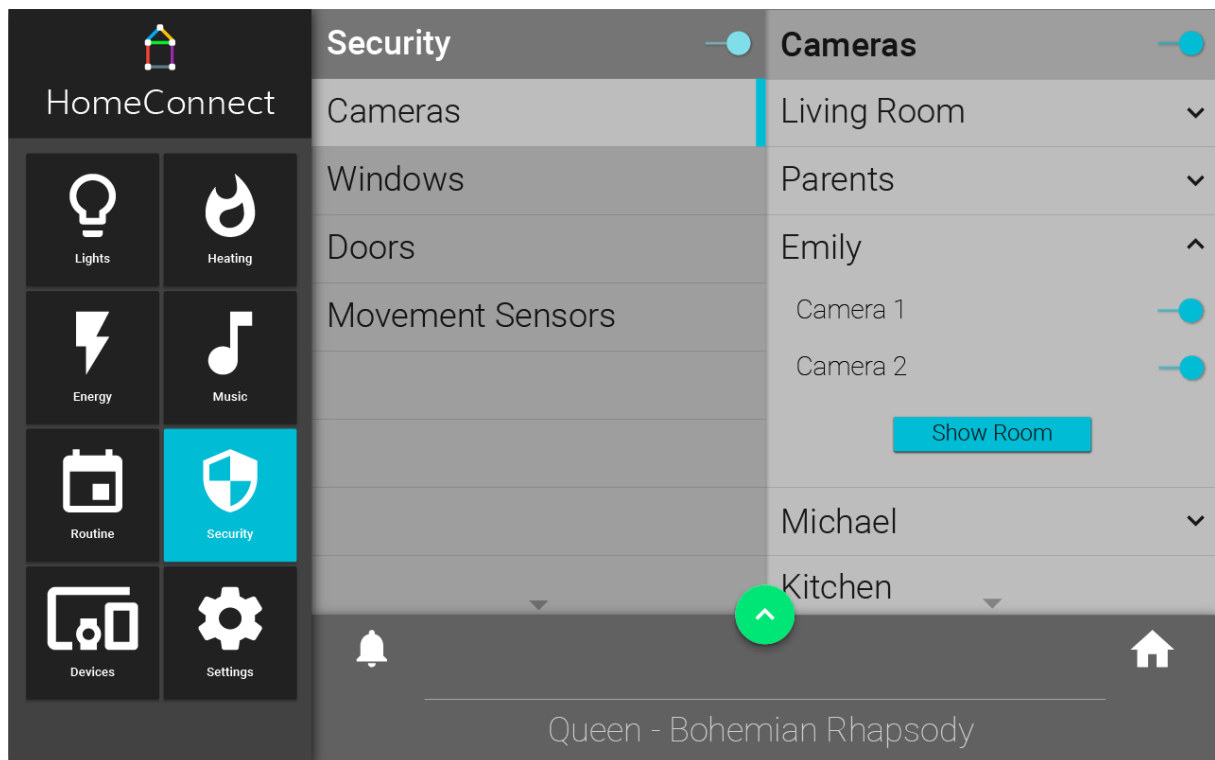 HomeConnect
Lights
Heating
Energy
Music
Routine
Security
Devices
Settings
Security
Cameras
Windows
Doors
Movement Sensors
Cameras
Living Room
Parents
Emily
Camera 1
Camera 2
Show Room
Michael
Kitchen
Queen - Bohemian Rhapsody